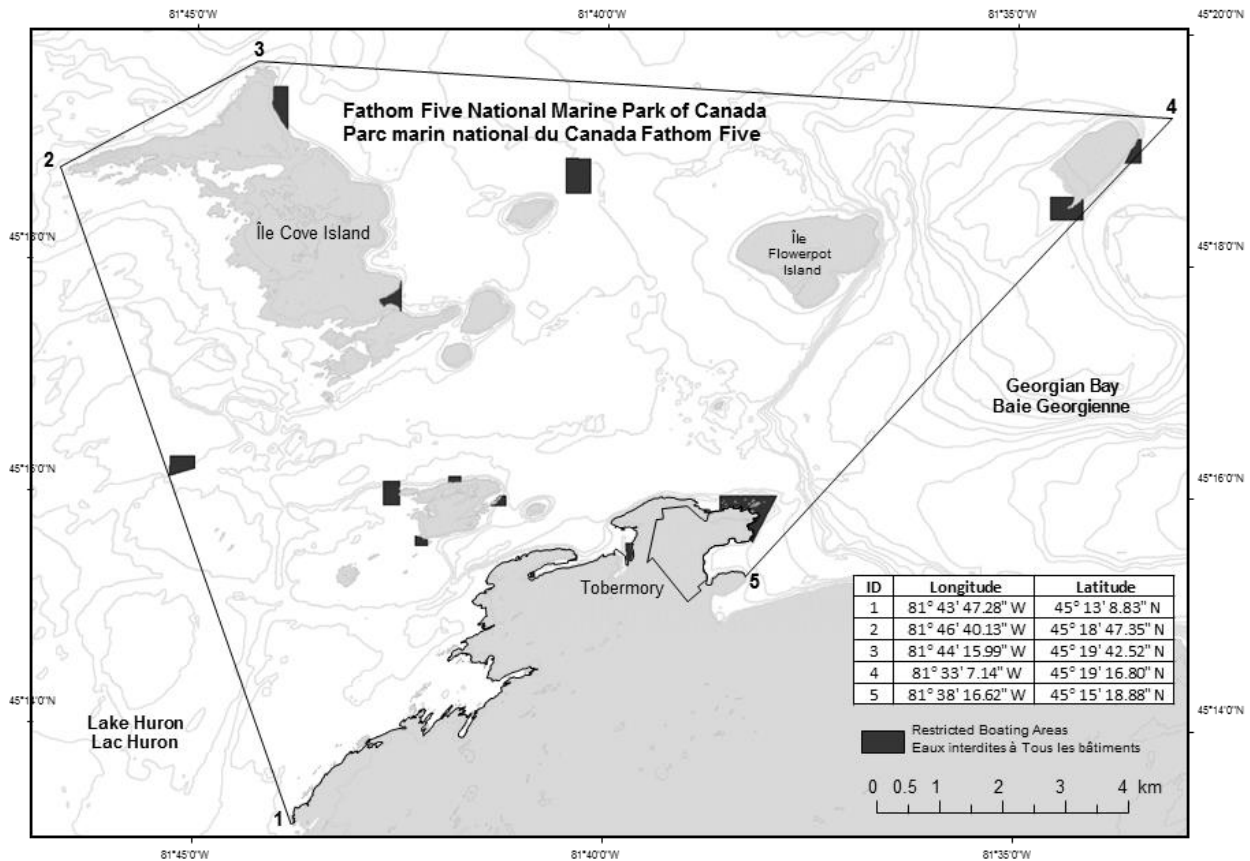 81°45'0"W
81°40'0"W
81°35'0"W
45°20'0"N
3
4
2
Fathom Five National Marine Park of Canada
Parc marin national du Canada Fathom Five
Île Cove Island
Île
Flowerpot
Island
45°18'0"N
45°18'0"N
Georgian Bay
Baie Georgienne
45°16'0"N
45°16'0"N
Tobermory
5
ID Longitude Latitude
1 81° 43' 47.28" W 45° 13' 8.83" N
2 81° 46' 40.13" W 45° 18' 47.35" N
3 81° 44' 15.99" W 45° 19' 42.52" N
4 81° 33' 7.14" W 45° 19' 16.80" N
5 81° 38' 16.62" W 45° 15' 18.88" N
45°14'0"N
45°14'0"N
Lake Huron
Lac Huron
Restricted Boating Areas
Eaux interdites à Tous les bâtiments
0 0.5 1 2 3 4 km
1
81°45'0"W
81°40'0"W
81°35'0"W